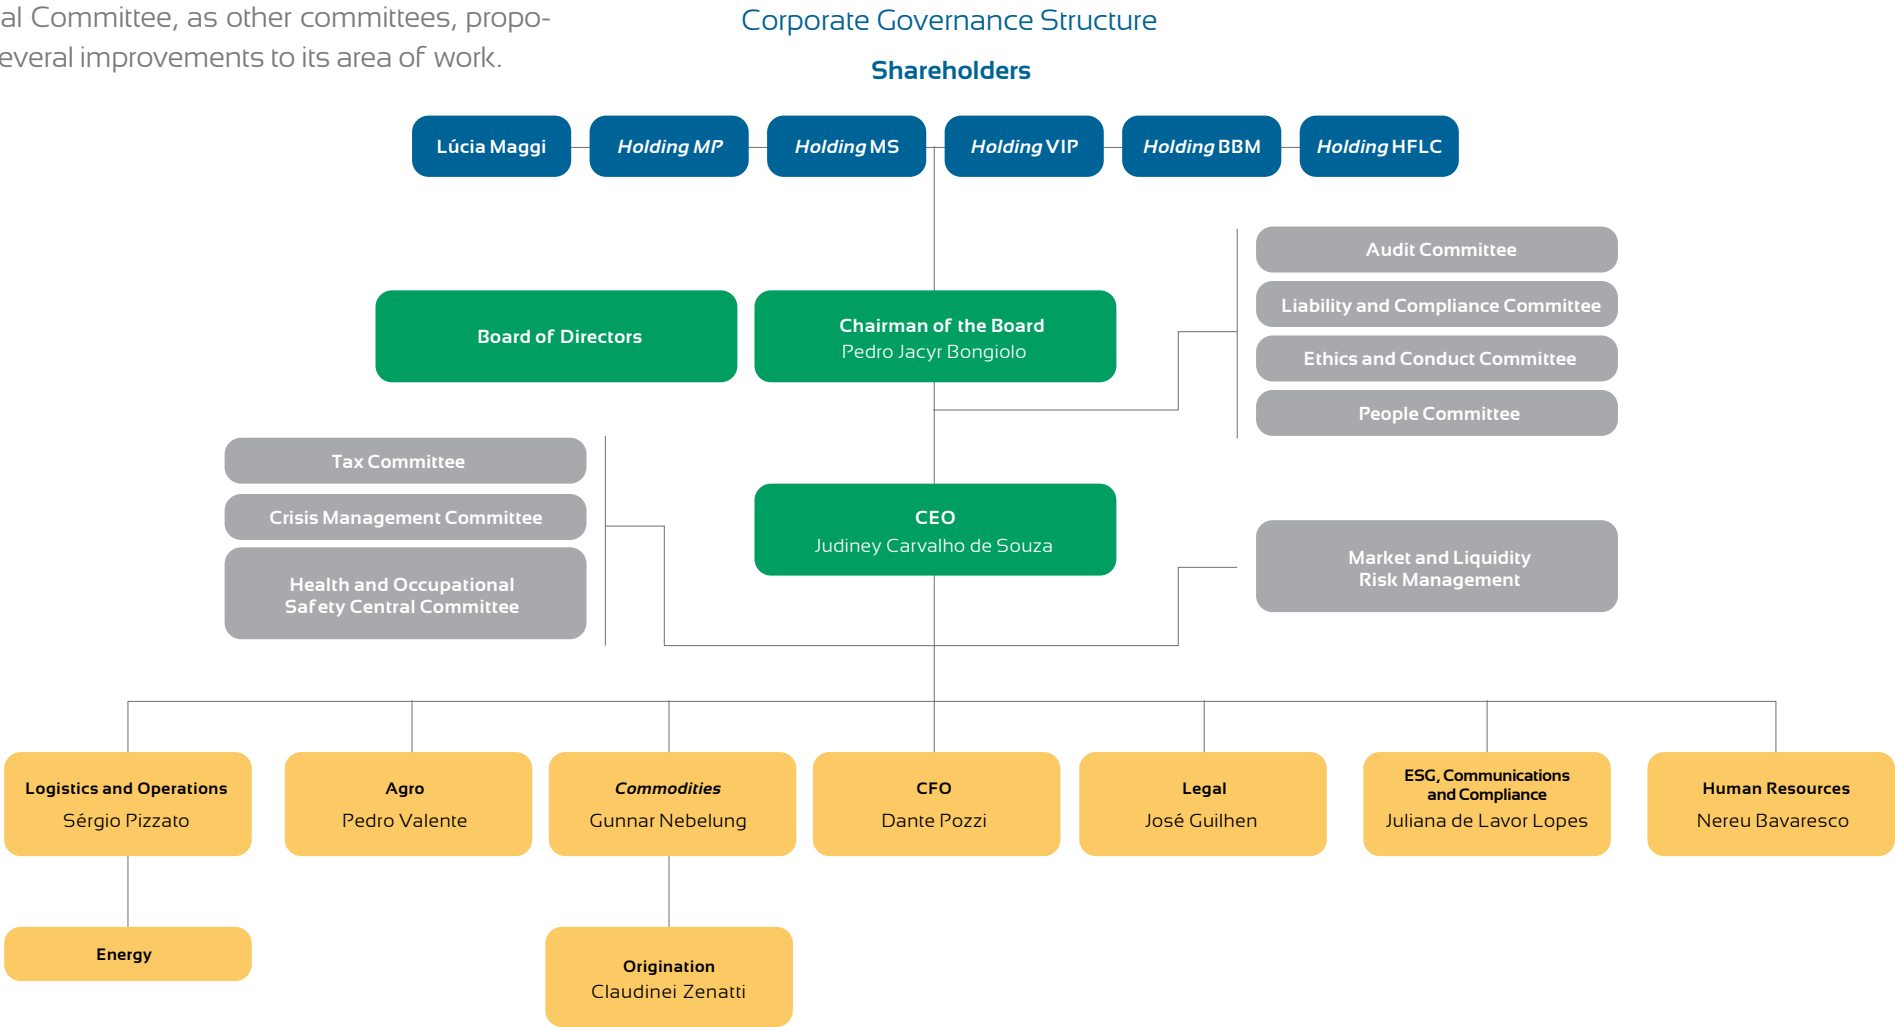 al Committee, as other committees, propo-
everal improvements to its area of work.
Corporate Governance Structure
Shareholders
Lúcia Maggi
Holding MP
Holding MS
Holding VIP
Holding BBM
Holding HFLC
Audit Committee
Liability and Compliance Committee
Ethics and Conduct Committee
People Committee
Board of Directors
Chairman of the Board
Pedro Jacyr Bongiolo
Tax Committee
Crisis Management Committee
Health and Occupational
Safety Central Committee
CEO
Judiney Carvalho de Souza
Market and Liquidity
Risk Management
Logistics and Operations
Sérgio Pizzato
Agro
Pedro Valente
Commodities
Gunnar Nebelung
CFO
Dante Pozzi
Legal
José Guilhen
ESG, Communications
and Compliance
Juliana de Lavor Lopes
Human Resources
Nereu Bavaresco
Energy
Origination
Claudinei Zenatti